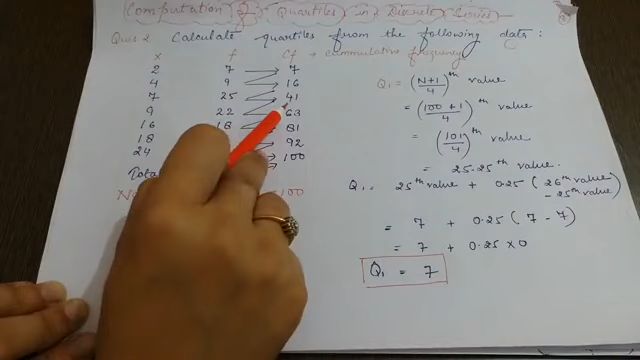 Computation of Quartiles in a Discrete Series
Ques 2 Calculate quartiles from the following data:
x f Cf → commulative frequency
2 7 → 7
4 9 16
7 25 41
9 22 63
16 18 81
18 92
24 100
Total
= 100
Q₁ = (N+1/4)ᵗʰ value
= (100+1/4)ᵗʰ value
= (101/4)ᵗʰ value
= 25.25ᵗʰ value.
Q₁ = 25ᵗʰ value + 0.25 (26ᵗʰ value - 25ᵗʰ value)
= 7 + 0.25 (7 - 7)
= 7 + 0.25 × 0
Q₁ = 7